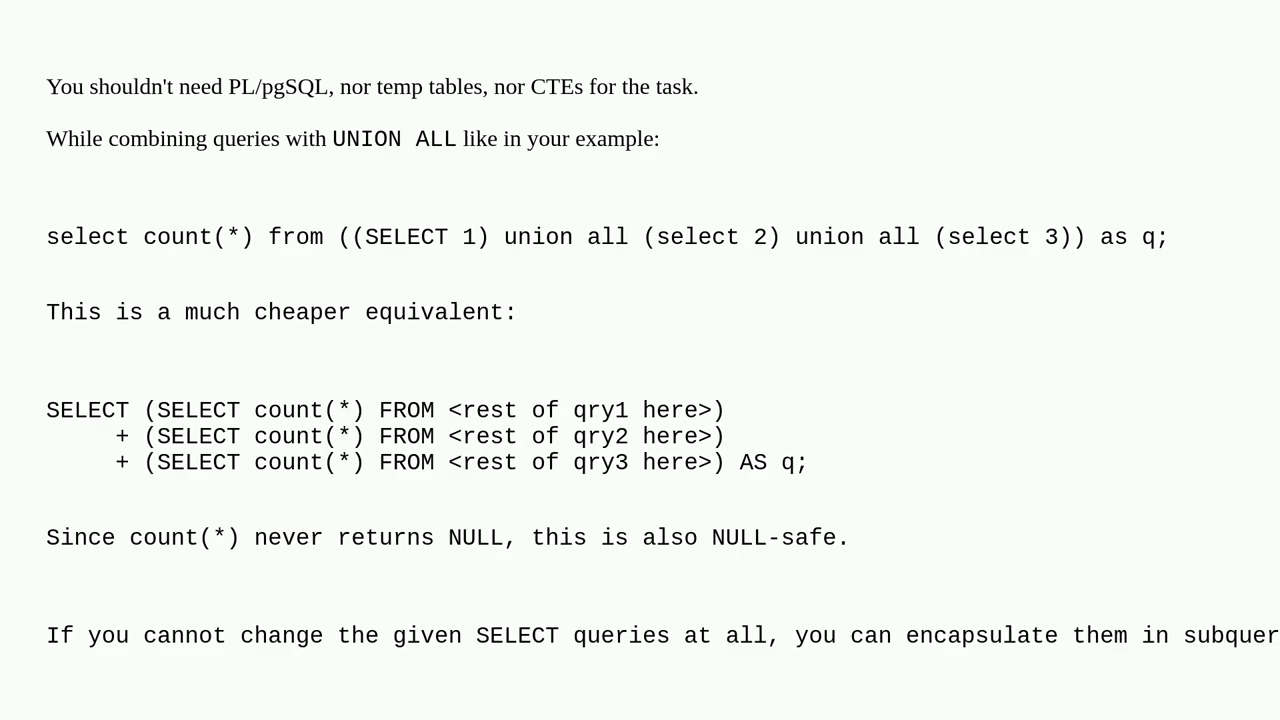 You shouldn't need PL/pgSQL, nor temp tables, nor CTEs for the task.
While combining queries with UNION ALL like in your example:
select count(*) from ((SELECT 1) union all (select 2) union all (select 3)) as q;
This is a much cheaper equivalent:
SELECT (SELECT count(*) FROM <rest of qry1 here>)
     + (SELECT count(*) FROM <rest of qry2 here>)
     + (SELECT count(*) FROM <rest of qry3 here>) AS q;
Since count(*) never returns NULL, this is also NULL-safe.
If you cannot change the given SELECT queries at all, you can encapsulate them in subquer